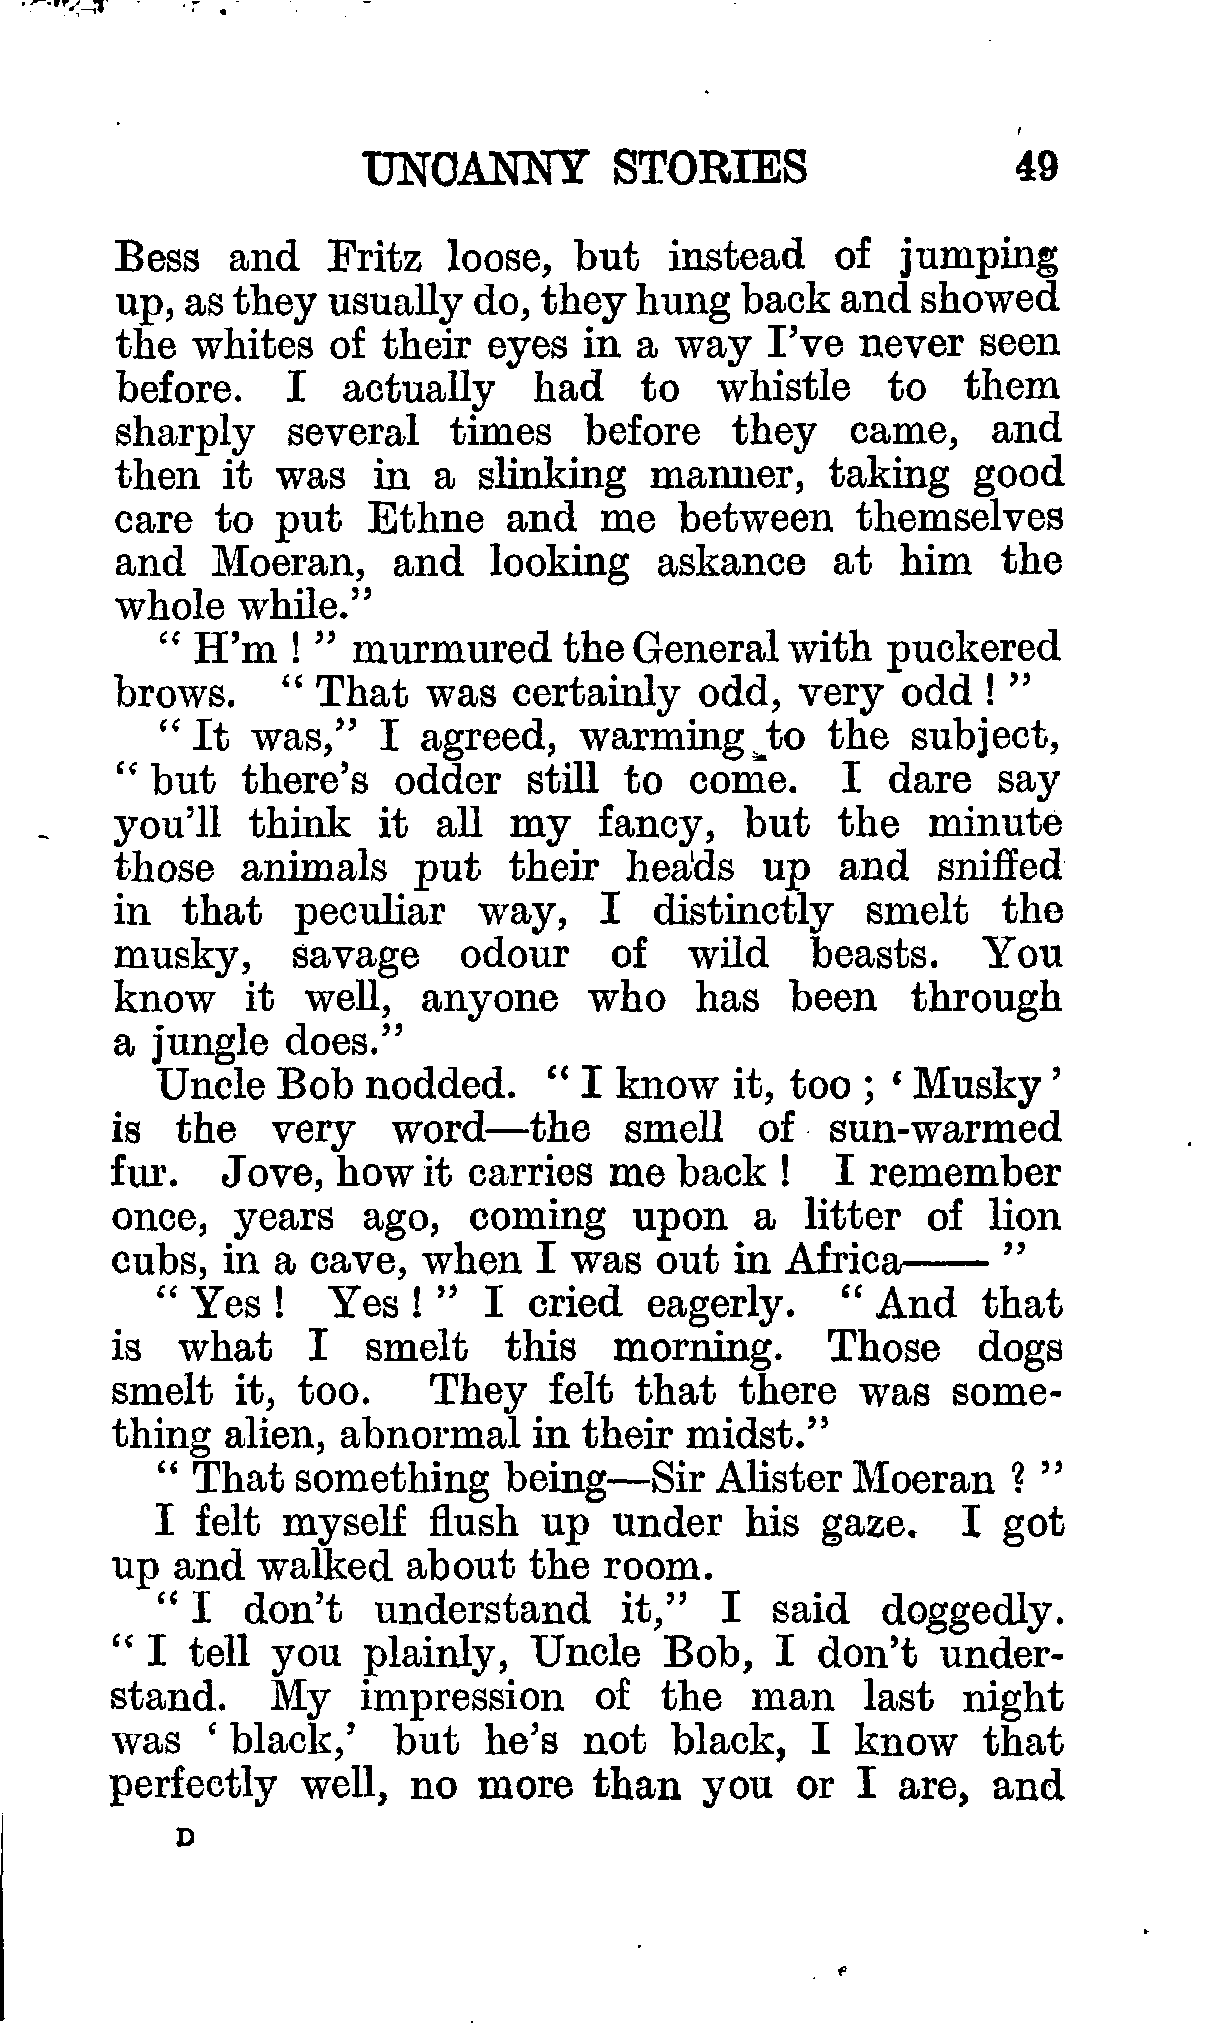 UNCANNY STORIES 49
Bess and Fritz loose, but instead of jumping
up, as they usually do, they hung back and showed
the whites of their eyes in a way I've never seen
before. I actually had to whistle to them
sharply several times before they came, and
then it was in a slinking manner, taking good
care to put Ethne and me between themselves
and Moeran, and looking askance at him the
whole while."
" H'm ! " murmured the General with puckered
brows. " That was certainly odd, very odd ! "
" It was," I agreed, warming to the subject,
" but there's odder still to come. I dare say
you'll think it all my fancy, but the minute
those animals put their heads up and sniffed
in that peculiar way, I distinctly smelt the
musky, savage odour of wild beasts. You
know it well, anyone who has been through
a jungle does."
Uncle Bob nodded. " I know it, too ; ' Musky '
is the very word—the smell of sun-warmed
fur. Jove, how it carries me back ! I remember
once, years ago, coming upon a litter of lion
cubs, in a cave, when I was out in Africa—— "
" Yes ! Yes ! " I cried eagerly. " And that
is what I smelt this morning. Those dogs
smelt it, too. They felt that there was some-
thing alien, abnormal in their midst."
" That something being—Sir Alister Moeran ? "
I felt myself flush up under his gaze. I got
up and walked about the room.
" I don't understand it," I said doggedly.
" I tell you plainly, Uncle Bob, I don't under-
stand. My impression of the man last night
was ' black,' but he's not black, I know that
perfectly well, no more than you or I are, and
D